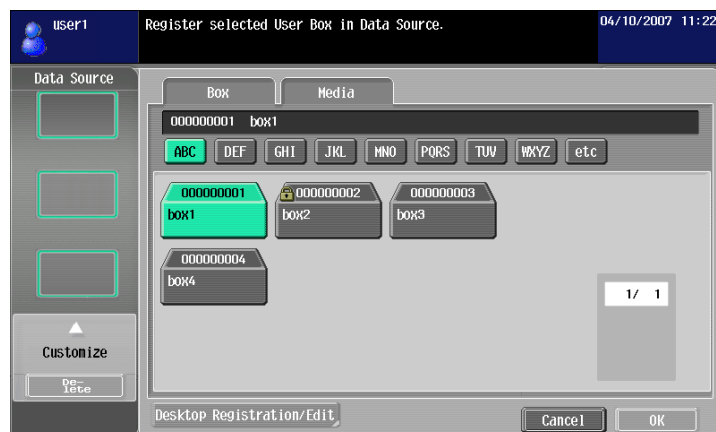 user1
Register selected User Box in Data Source.
04/10/2007 11:22
Data Source
Box
Media
000000001 box1
ABC DEF GHI JKL MNO PQRS TUV WXYZ etc
000000001
box1
000000002
box2
000000003
box3
000000004
box4
1/ 1
Customize
De-
lete
Desktop Registration/Edit
Cancel
OK